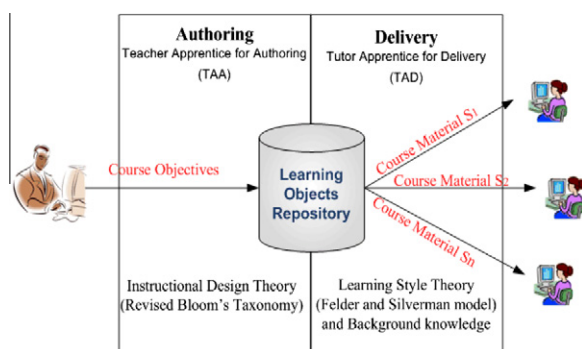 Authoring
Teacher Apprentice for Authoring
(TAA)
Delivery
Tutor Apprentice for Delivery
(TAD)
Course Objectives
Learning
Objects
Repository
Course Material S1
Course Material S2
Course Material Sn
Instructional Design Theory
(Revised Bloom's Taxonomy)
Learning Style Theory
(Felder and Silverman model)
and Background knowledge